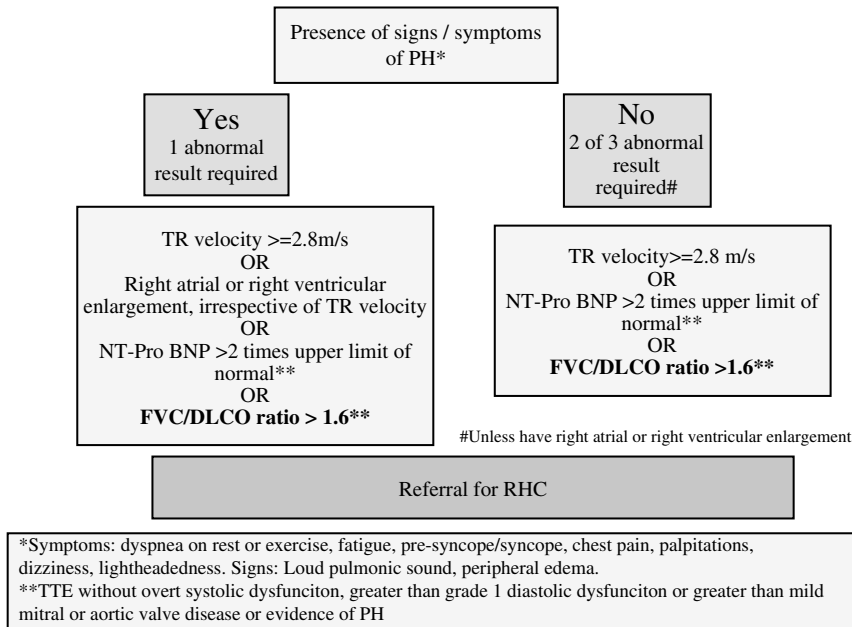 Presence of signs / symptoms
of PH*
Yes
1 abnormal
result required
No
2 of 3 abnormal
result
required#
TR velocity >=2.8m/s
OR
Right atrial or right ventricular
enlargement, irrespective of TR velocity
OR
NT-Pro BNP >2 times upper limit of
normal**
OR
FVC/DLCO ratio > 1.6**
TR velocity>=2.8 m/s
OR
NT-Pro BNP >2 times upper limit of
normal**
OR
FVC/DLCO ratio >1.6**
#Unless have right atrial or right ventricular enlargement
Referral for RHC
*Symptoms: dyspnea on rest or exercise, fatigue, pre-syncope/syncope, chest pain, palpitations,
dizziness, lightheadedness. Signs: Loud pulmonic sound, peripheral edema.
**TTE without overt systolic dysfunciton, greater than grade 1 diastolic dysfunciton or greater than mild
mitral or aortic valve disease or evidence of PH